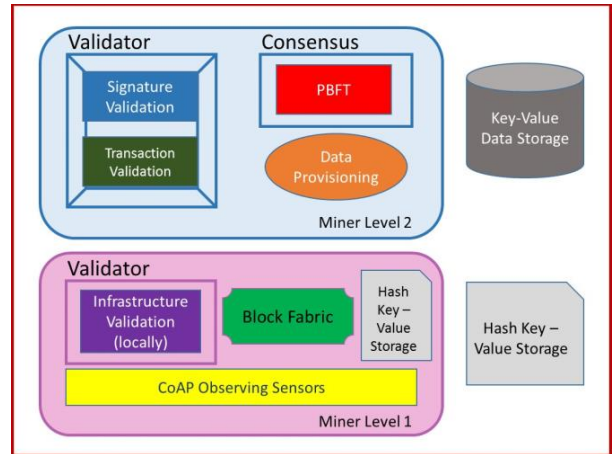 Validator
Signature
Validation
Transaction
Validation
Consensus
PBFT
Data
Provisioning
Miner Level 2
Key-Value
Data Storage
Validator
Infrastructure
Validation
(locally)
Block Fabric
Hash
Key –
Value
Storage
CoAP Observing Sensors
Miner Level 1
Hash Key –
Value Storage